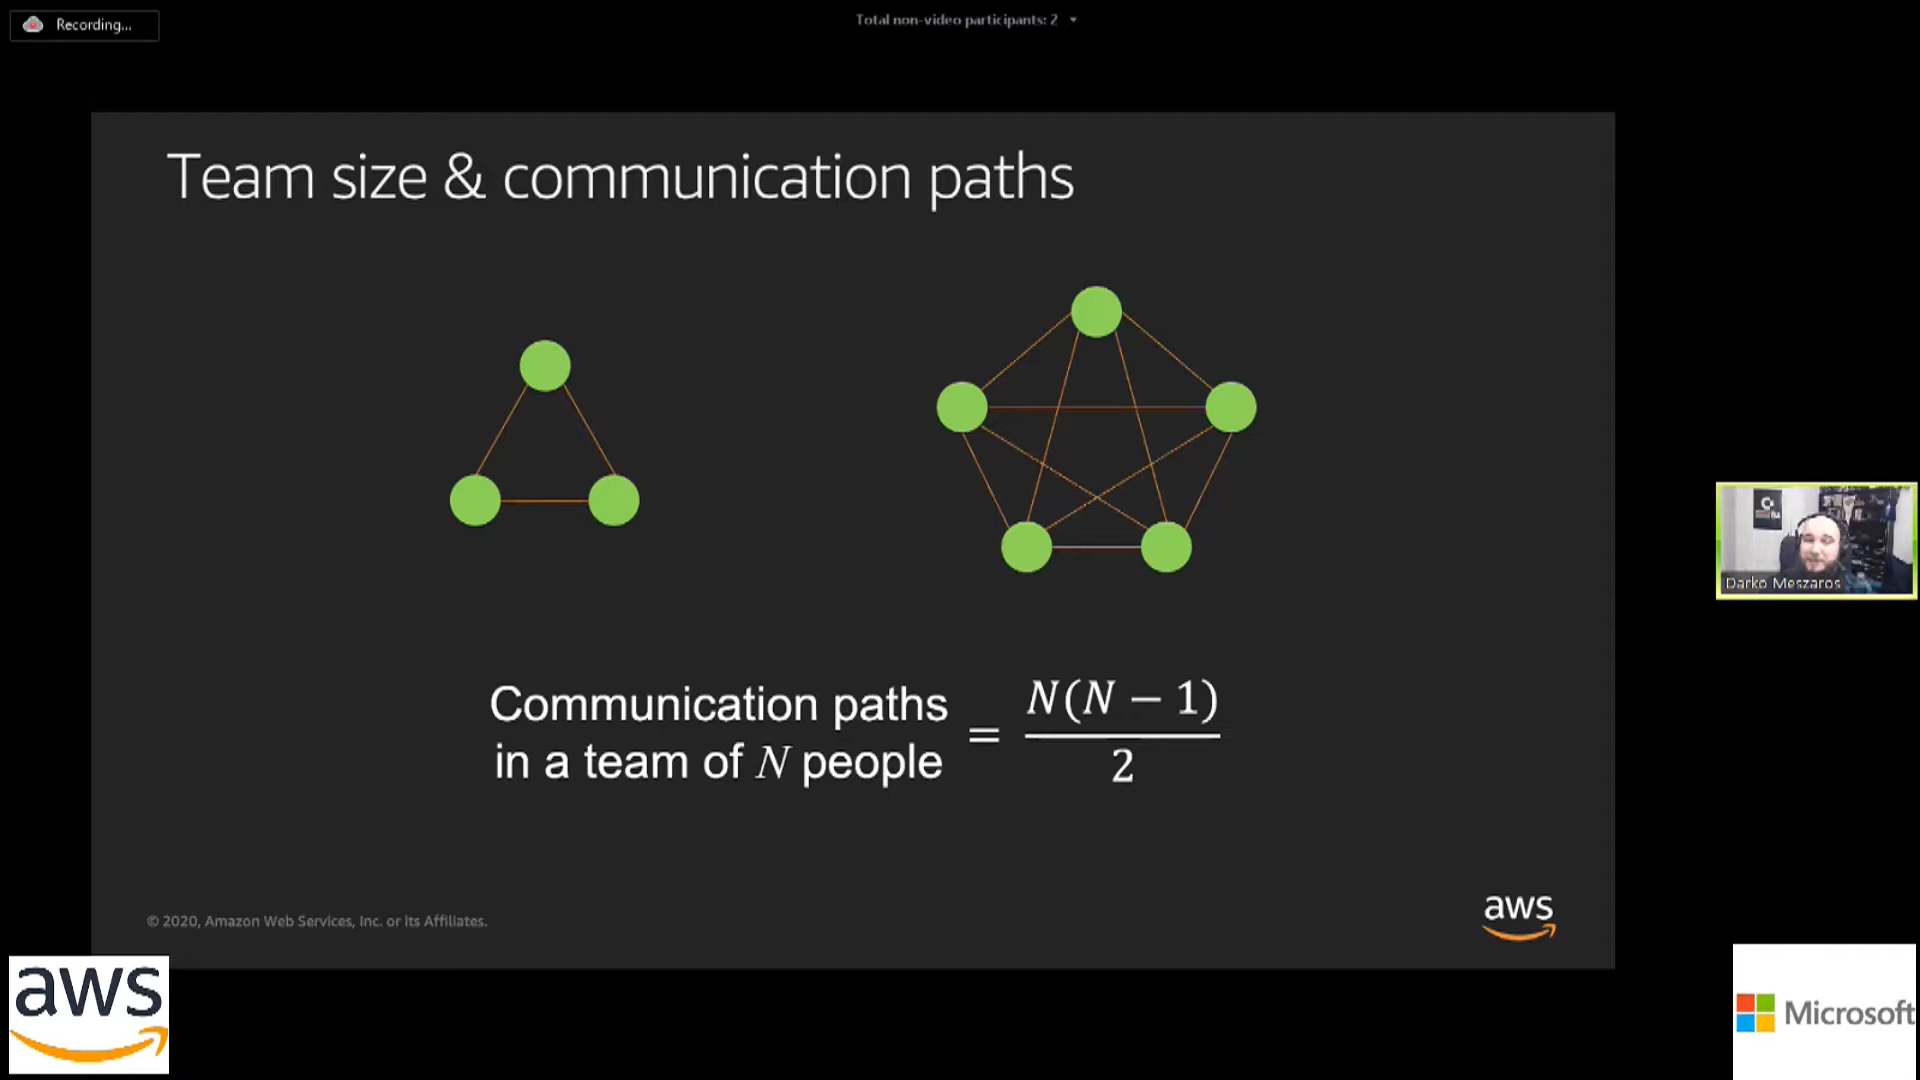 Recording...
Total non-video participants: 2
Team size & communication paths
Communication paths
in a team of N people
=
N(N − 1)
2
Darko Meszaros
© 2020, Amazon Web Services, Inc. or its Affiliates.
aws
aws
Microsoft